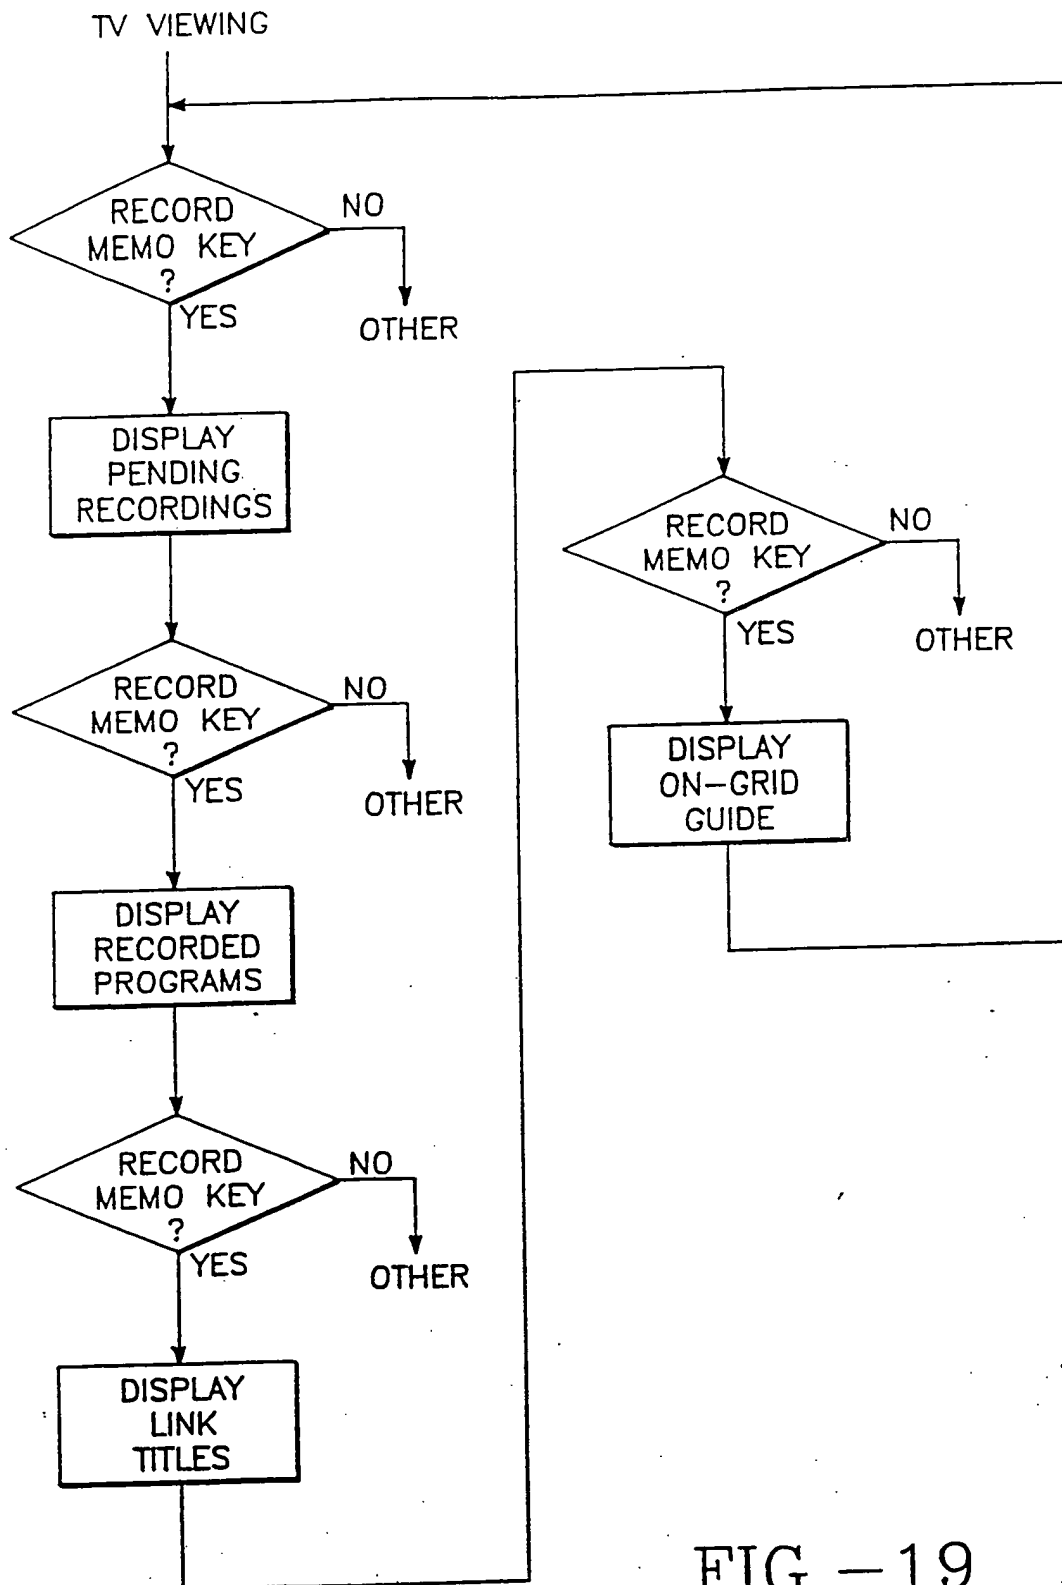 TV VIEWING
RECORD
MEMO KEY
?
NO
YES
OTHER
DISPLAY
PENDING
RECORDINGS
RECORD
MEMO KEY
?
NO
YES
OTHER
DISPLAY
RECORDED
PROGRAMS
RECORD
MEMO KEY
?
NO
YES
OTHER
DISPLAY
LINK
TITLES
RECORD
MEMO KEY
?
NO
YES
OTHER
DISPLAY
ON-GRID
GUIDE
FIG - 19